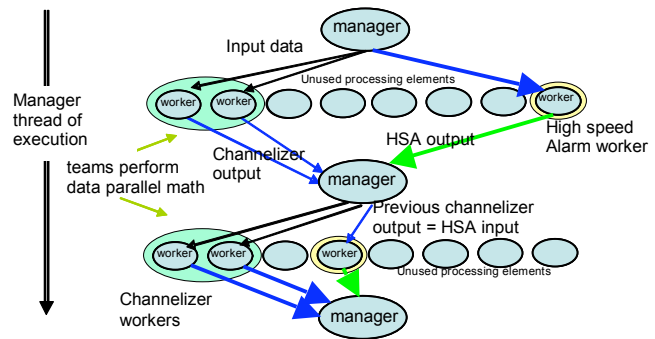 manager
Input data
Unused processing elements
worker
worker
worker
Manager
thread of
execution
High speed
Alarm worker
HSA output
Channelizer
output
teams perform
data parallel math
manager
Previous channelizer
output = HSA input
worker
worker
worker
Unused processing elements
Channelizer
workers
manager